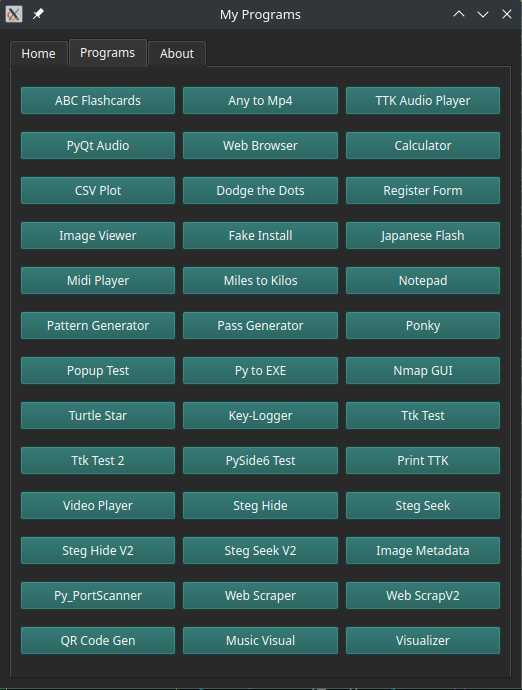 My Programs
Home Programs About
ABC Flashcards Any to Mp4 TTK Audio Player
PyQt Audio Web Browser Calculator
CSV Plot Dodge the Dots Register Form
Image Viewer Fake Install Japanese Flash
Midi Player Miles to Kilos Notepad
Pattern Generator Pass Generator Ponky
Popup Test Py to EXE Nmap GUI
Turtle Star Key-Logger Ttk Test
Ttk Test 2 PySide6 Test Print TTK
Video Player Steg Hide Steg Seek
Steg Hide V2 Steg Seek V2 Image Metadata
Py_PortScanner Web Scraper Web ScrapV2
QR Code Gen Music Visual Visualizer